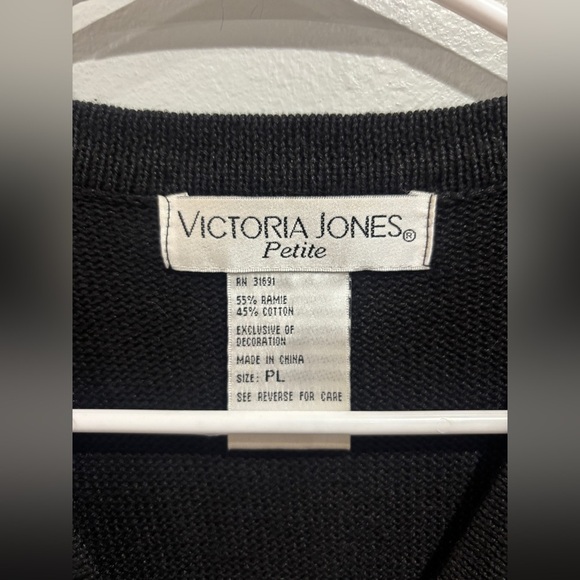 VICTORIA JONES®
Petite
RN 31691
55% RAMIE
45% COTTON
EXCLUSIVE OF
DECORATION
MADE IN CHINA
SIZE: PL
SEE REVERSE FOR CARE